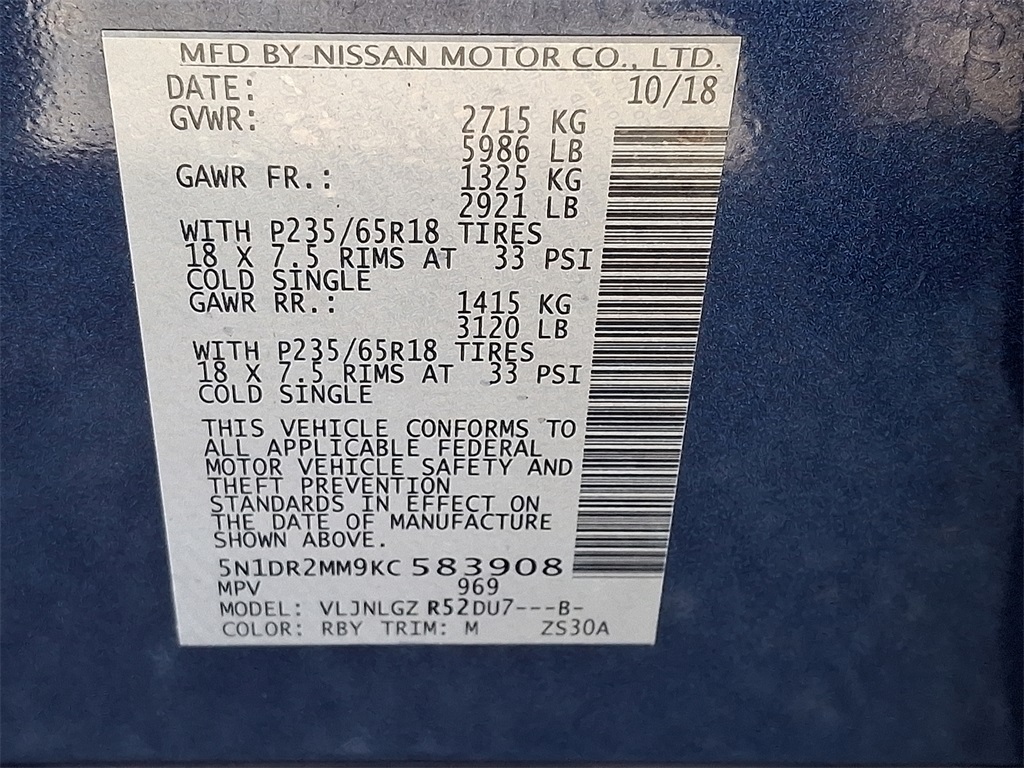 MFD BY NISSAN MOTOR CO., LTD.
DATE: 10/18
GVWR: 2715 KG
5986 LB
GAWR FR.: 1325 KG
2921 LB
WITH P235/65R18 TIRES
18 X 7.5 RIMS AT 33 PSI
COLD SINGLE
GAWR RR.: 1415 KG
3120 LB
WITH P235/65R18 TIRES
18 X 7.5 RIMS AT 33 PSI
COLD SINGLE
THIS VEHICLE CONFORMS TO
ALL APPLICABLE FEDERAL
MOTOR VEHICLE SAFETY AND
THEFT PREVENTION
STANDARDS IN EFFECT ON
THE DATE OF MANUFACTURE
SHOWN ABOVE.
5N1DR2MM9KC 583908
MPV 969
MODEL: VLJNLGZ R52DU7---B-
COLOR: RBY TRIM: M ZS30A